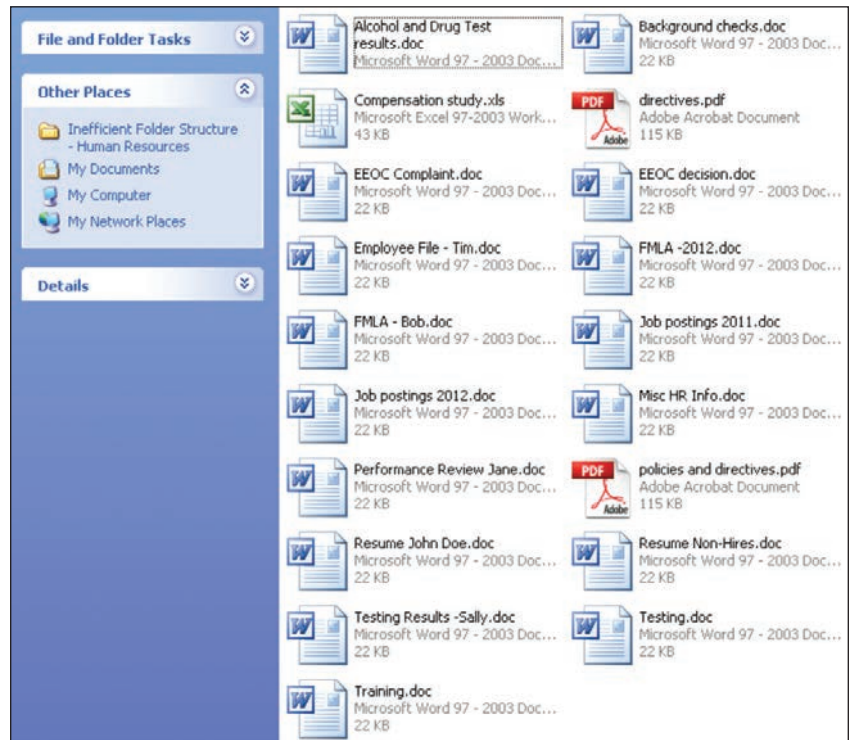 File and Folder Tasks
Other Places
Inefficient Folder Structure
- Human Resources
My Documents
My Computer
My Network Places
Details
Alcohol and Drug Test
results.doc
Microsoft Word 97 - 2003 Doc...
Background checks.doc
Microsoft Word 97 - 2003 Doc...
22 KB
Compensation study.xls
Microsoft Excel 97-2003 Work...
43 KB
PDF
Adobe
directives.pdf
Adobe Acrobat Document
115 KB
EEOC Complaint.doc
Microsoft Word 97 - 2003 Doc...
22 KB
EEOC decision.doc
Microsoft Word 97 - 2003 Doc...
22 KB
Employee File - Tim.doc
Microsoft Word 97 - 2003 Doc...
22 KB
FMLA -2012.doc
Microsoft Word 97 - 2003 Doc...
22 KB
FMLA - Bob.doc
Microsoft Word 97 - 2003 Doc...
22 KB
Job postings 2011.doc
Microsoft Word 97 - 2003 Doc...
22 KB
Job postings 2012.doc
Microsoft Word 97 - 2003 Doc...
22 KB
Misc HR Info.doc
Microsoft Word 97 - 2003 Doc...
22 KB
Performance Review Jane.doc
Microsoft Word 97 - 2003 Doc...
22 KB
PDF
Adobe
policies and directives.pdf
Adobe Acrobat Document
115 KB
Resume John Doe.doc
Microsoft Word 97 - 2003 Doc...
22 KB
Resume Non-Hires.doc
Microsoft Word 97 - 2003 Doc...
22 KB
Testing Results -Sally.doc
Microsoft Word 97 - 2003 Doc...
22 KB
Testing.doc
Microsoft Word 97 - 2003 Doc...
22 KB
Training.doc
Microsoft Word 97 - 2003 Doc...
22 KB